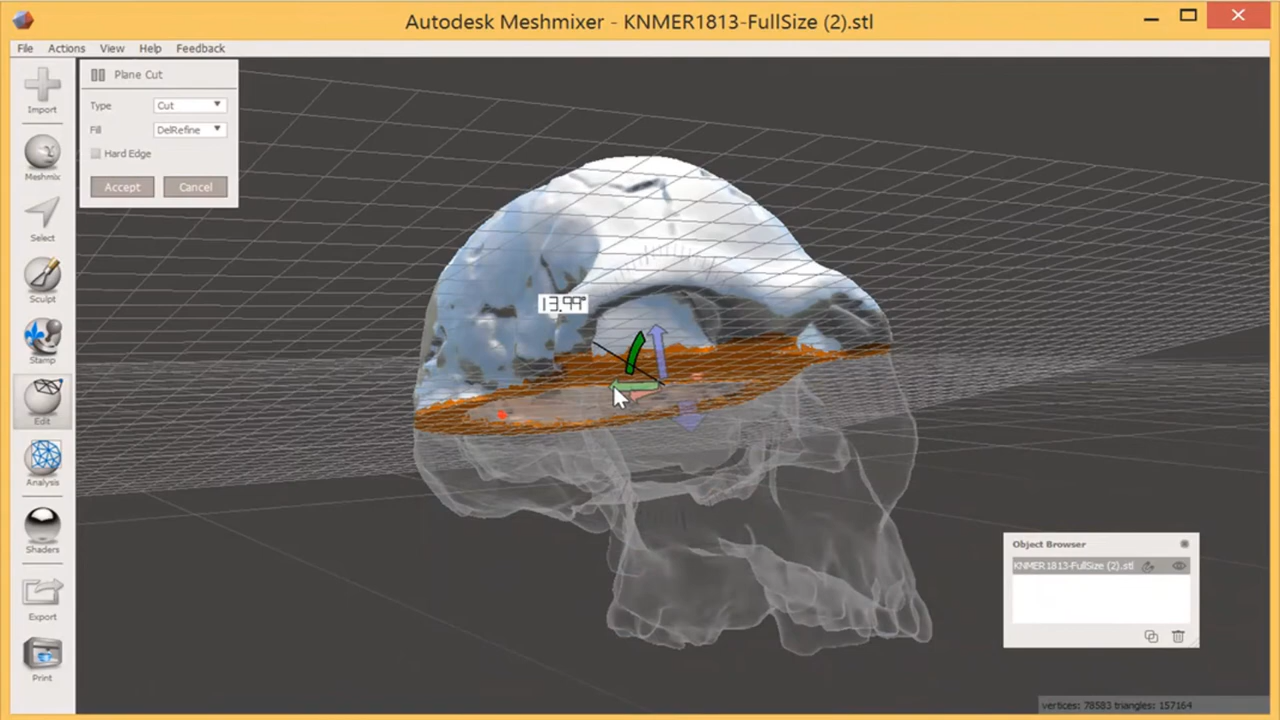 Autodesk Meshmixer - KNMER1813-FullSize (2).stl
File Actions View Help Feedback
Plane Cut
Type Cut
Fill DelRefine
Hard Edge
Accept Cancel
Import
Meshmix
Select
Sculpt
Stamp
Edit
Analysis
Shaders
Export
Print
13.99°
Object Browser
KNMER1813-FullSize (2).stl
vertices: 78583 triangles: 157164